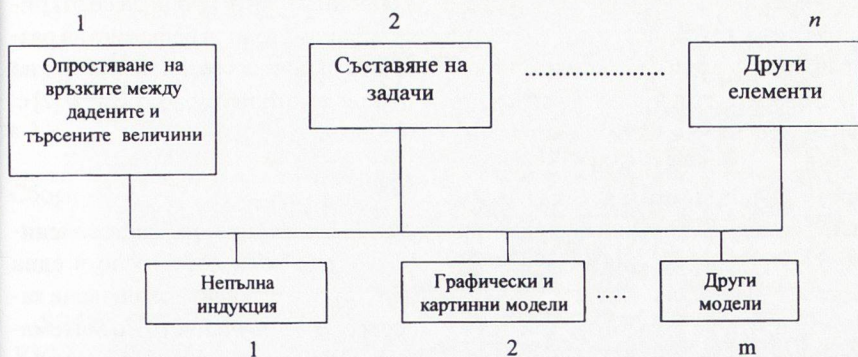 1 2 n
Опростяване на
връзките между
дадените и
търсените величини
Съставяне на
задачи
......................
Други
елементи
Непълна
индукция
Графически и
картинни модели
....
Други
модели
1 2 m